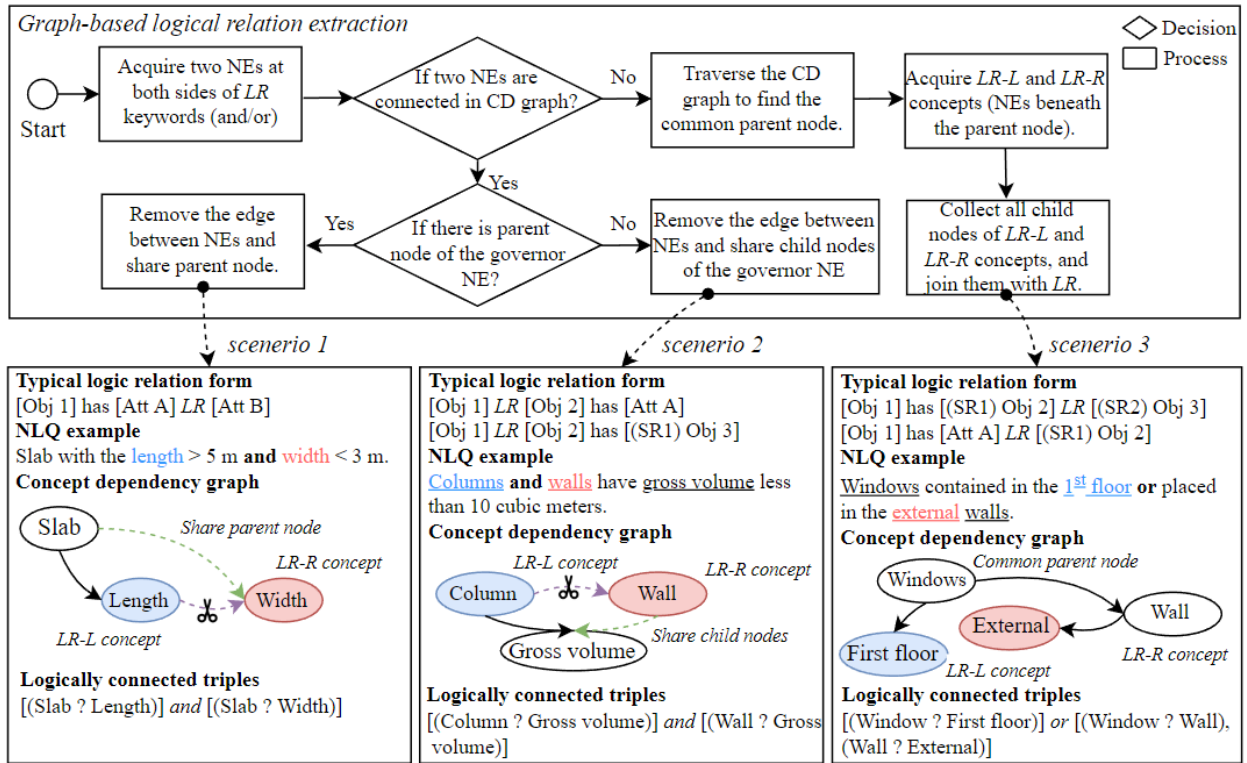 Graph-based logical relation extraction
Decision
Process
Start
Acquire two NEs at
both sides of LR
keywords (and/or)
If two NEs are
connected in CD graph?
No
Traverse the CD
graph to find the
common parent node.
Acquire LR-L and LR-R
concepts (NEs beneath
the parent node).
Yes
Remove the edge
between NEs and
share parent node.
Yes
If there is parent
node of the governor
NE?
No
Remove the edge between
NEs and share child nodes
of the governor NE
Collect all child
nodes of LR-L and
LR-R concepts, and
join them with LR.
scenerio 1
scenerio 2
scenerio 3
Typical logic relation form
[Obj 1] has [Att A] LR [Att B]
NLQ example
Slab with the length > 5 m and width < 3 m.
Concept dependency graph
Slab
Share parent node
LR-R concept
Length
Width
LR-L concept
Logically connected triples
[(Slab ? Length)] and [(Slab ? Width)]
Typical logic relation form
[Obj 1] LR [Obj 2] has [Att A]
[Obj 1] LR [Obj 2] has [(SR1) Obj 3]
NLQ example
Columns and walls have gross volume less
than 10 cubic meters.
Concept dependency graph
LR-L concept
LR-R concept
Column
Wall
Share child nodes
Gross volume
Logically connected triples
[(Column ? Gross volume)] and [(Wall ? Gross
volume)]
Typical logic relation form
[Obj 1] has [(SR1) Obj 2] LR [(SR2) Obj 3]
[Obj 1] has [Att A] LR [(SR1) Obj 2]
NLQ example
Windows contained in the 1st floor or placed
in the external walls.
Concept dependency graph
Common parent node
Windows
Wall
External
LR-R concept
First floor
LR-L concept
Logically connected triples
[(Window ? First floor)] or [(Window ? Wall),
(Wall ? External)]